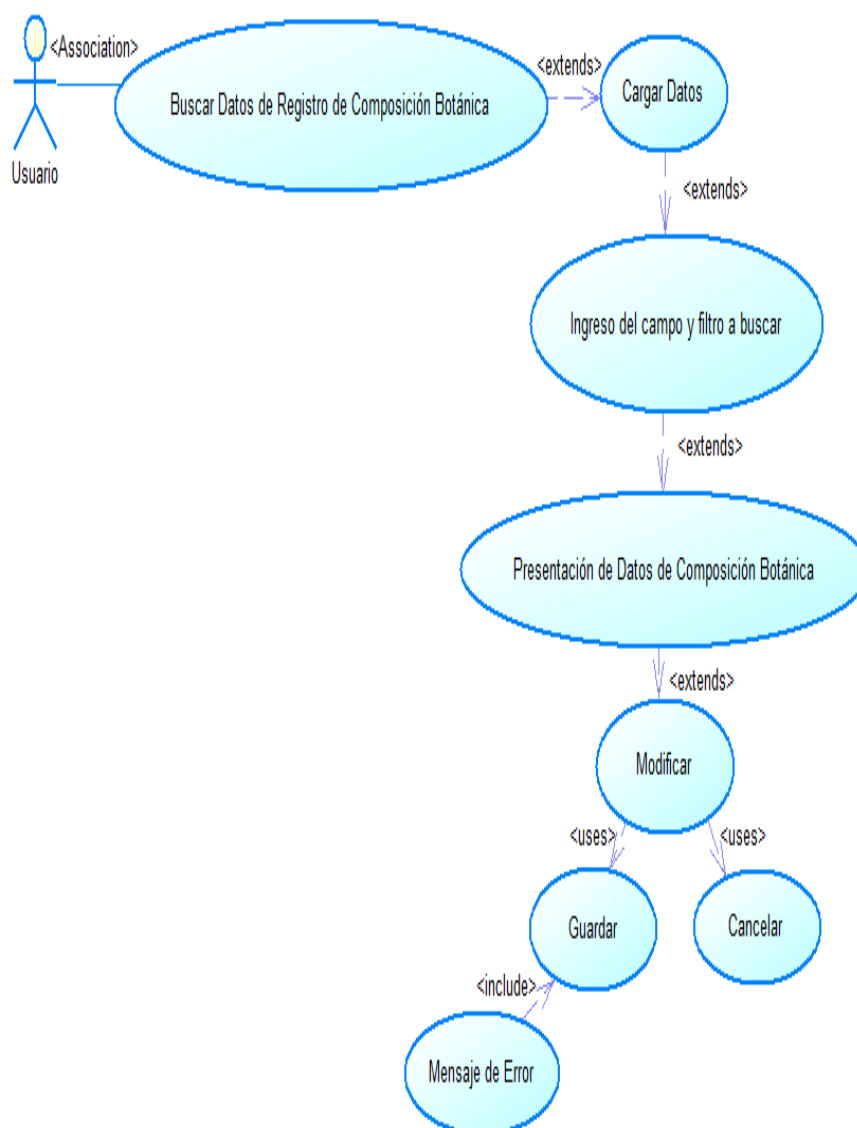 <Association>
Usuario
Buscar Datos de Registro de Composición Botánica
<extends>
Cargar Datos
<extends>
Ingreso del campo y filtro a buscar
<extends>
Presentación de Datos de Composición Botánica
<extends>
Modificar
<uses>
<uses>
Guardar
Cancelar
<include>
Mensaje de Error